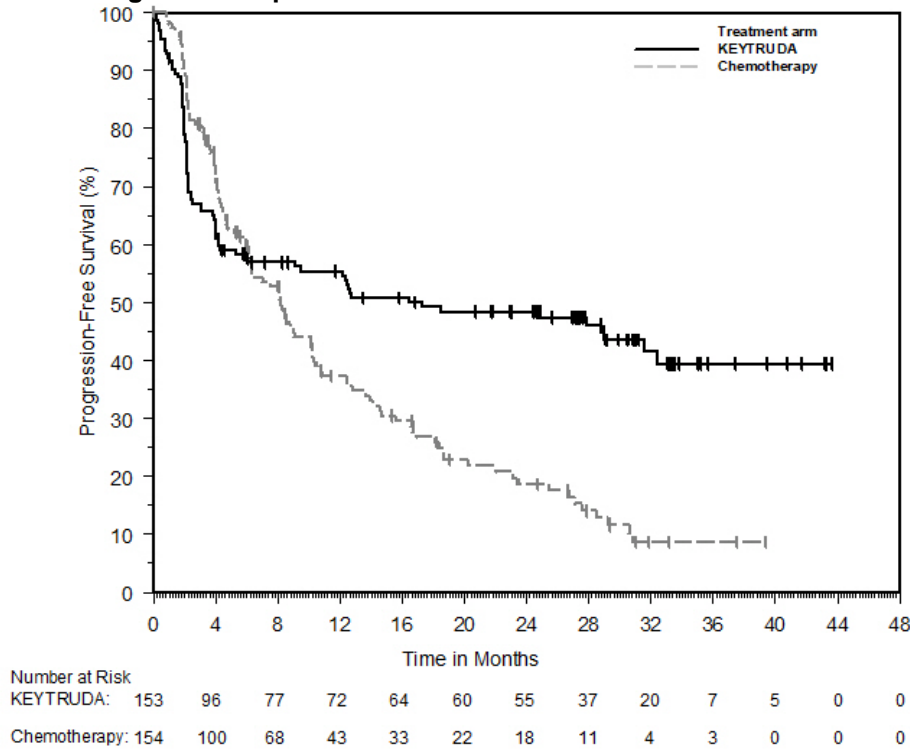 100
Treatment arm
KEYTRUDA
Chemotherapy
90
80
70
60
50
40
30
20
10
0
Progression-Free Survival (%)
0 4 8 12 16 20 24 28 32 36 40 44 48
Time in Months
Number at Risk
KEYTRUDA: 153 96 77 72 64 60 55 37 20 7 5 0 0
Chemotherapy: 154 100 68 43 33 22 18 11 4 3 0 0 0